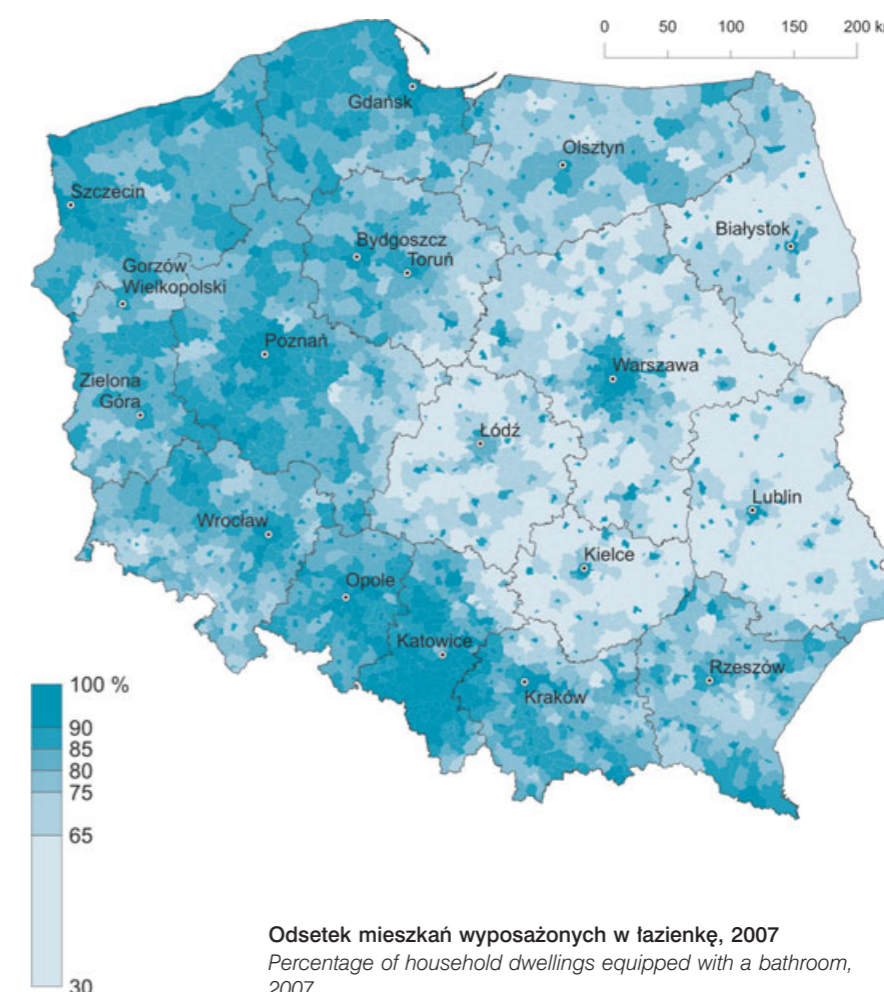 0 50 100 150 200 k
Gdańsk
Olsztyn
Szczecin
Białystok
Bydgoszcz
Toruń
Gorzów
Wielkopolski
Poznań
Warszawa
Zielona
Góra
Łódź
Lublin
Wrocław
Kielce
Opole
Katowice
Rzeszów
Kraków
100 %
90
85
80
75
65
30
Odsetek mieszkań wyposażonych w łazienkę, 2007
Percentage of household dwellings equipped with a bathroom,
2007